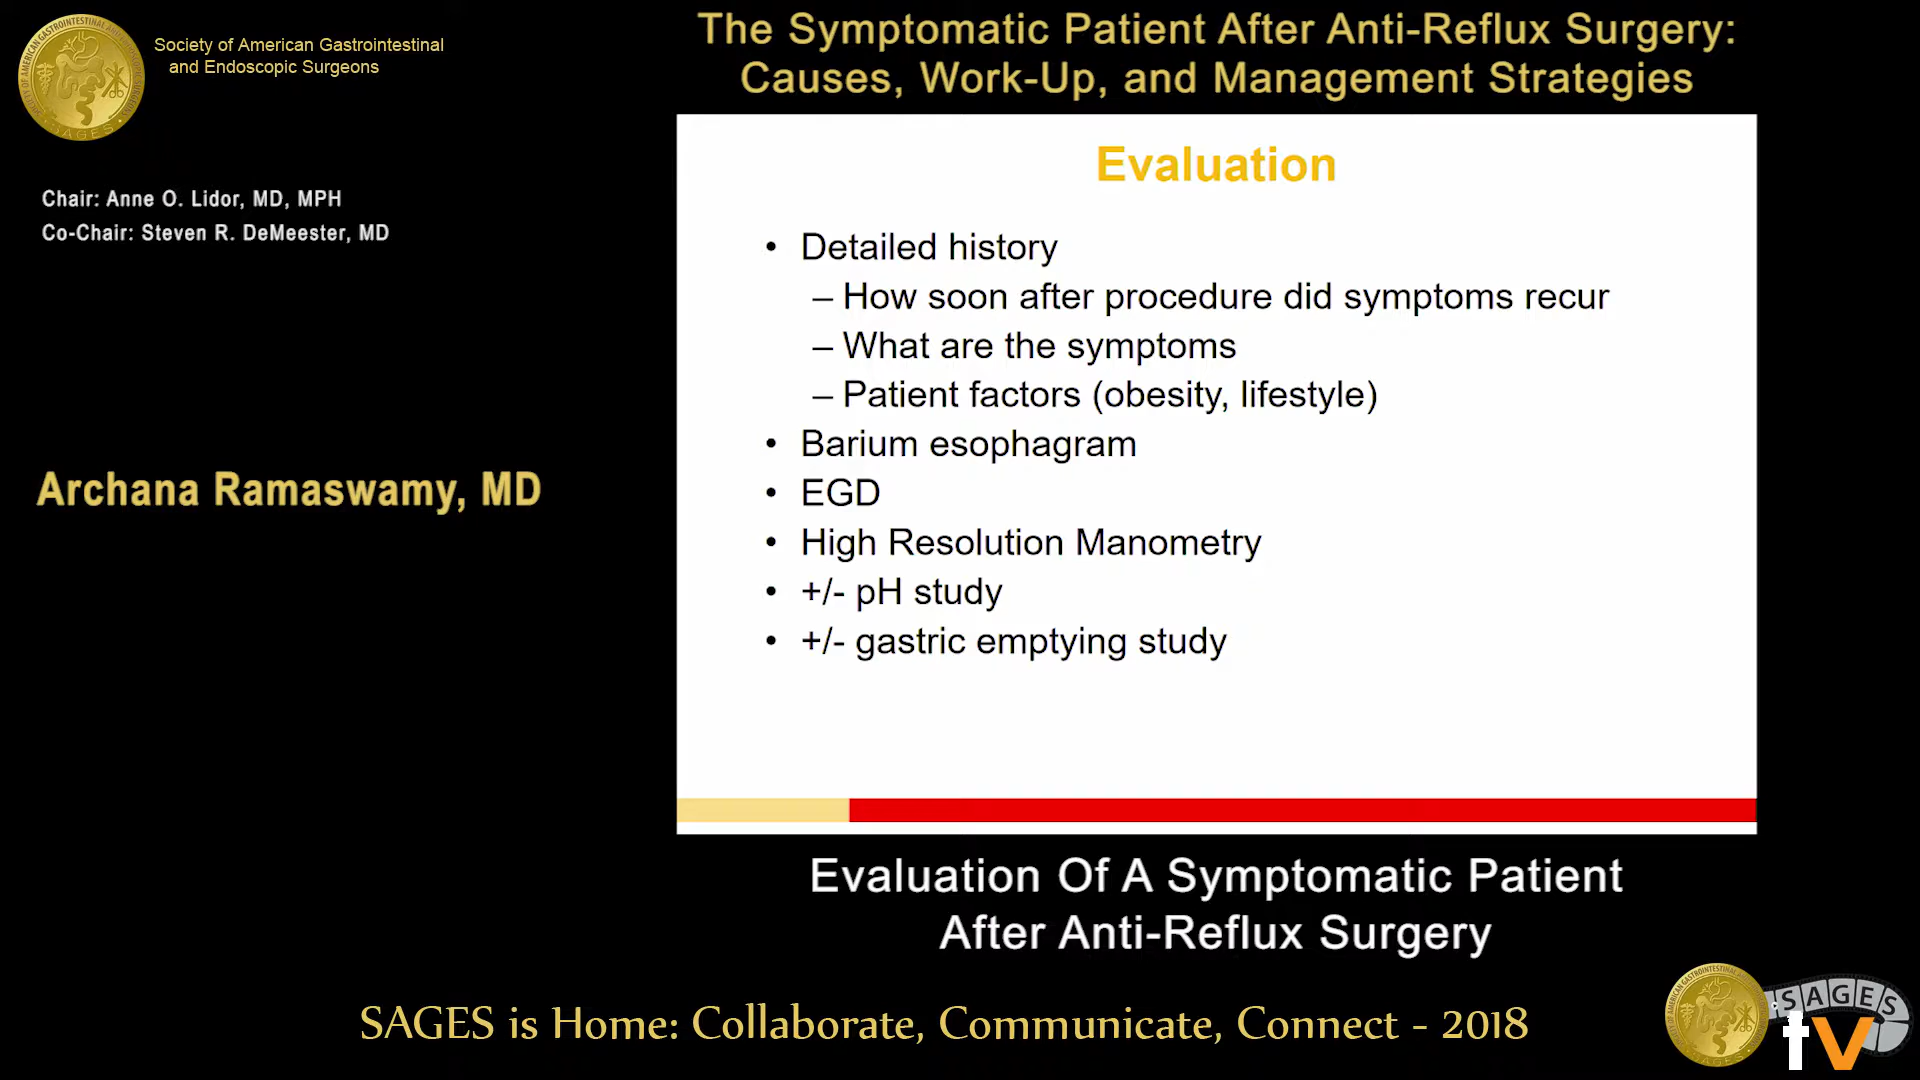 Society of American Gastrointestinal
and Endoscopic Surgeons
The Symptomatic Patient After Anti-Reflux Surgery:
Causes, Work-Up, and Management Strategies
Chair: Anne O. Lidor, MD, MPH
Co-Chair: Steven R. DeMeester, MD
Archana Ramaswamy, MD
Evaluation
• Detailed history
– How soon after procedure did symptoms recur
– What are the symptoms
– Patient factors (obesity, lifestyle)
• Barium esophagram
• EGD
• High Resolution Manometry
• +/- pH study
• +/- gastric emptying study
Evaluation Of A Symptomatic Patient
After Anti-Reflux Surgery
SAGES is Home: Collaborate, Communicate, Connect - 2018
SAGES
tv